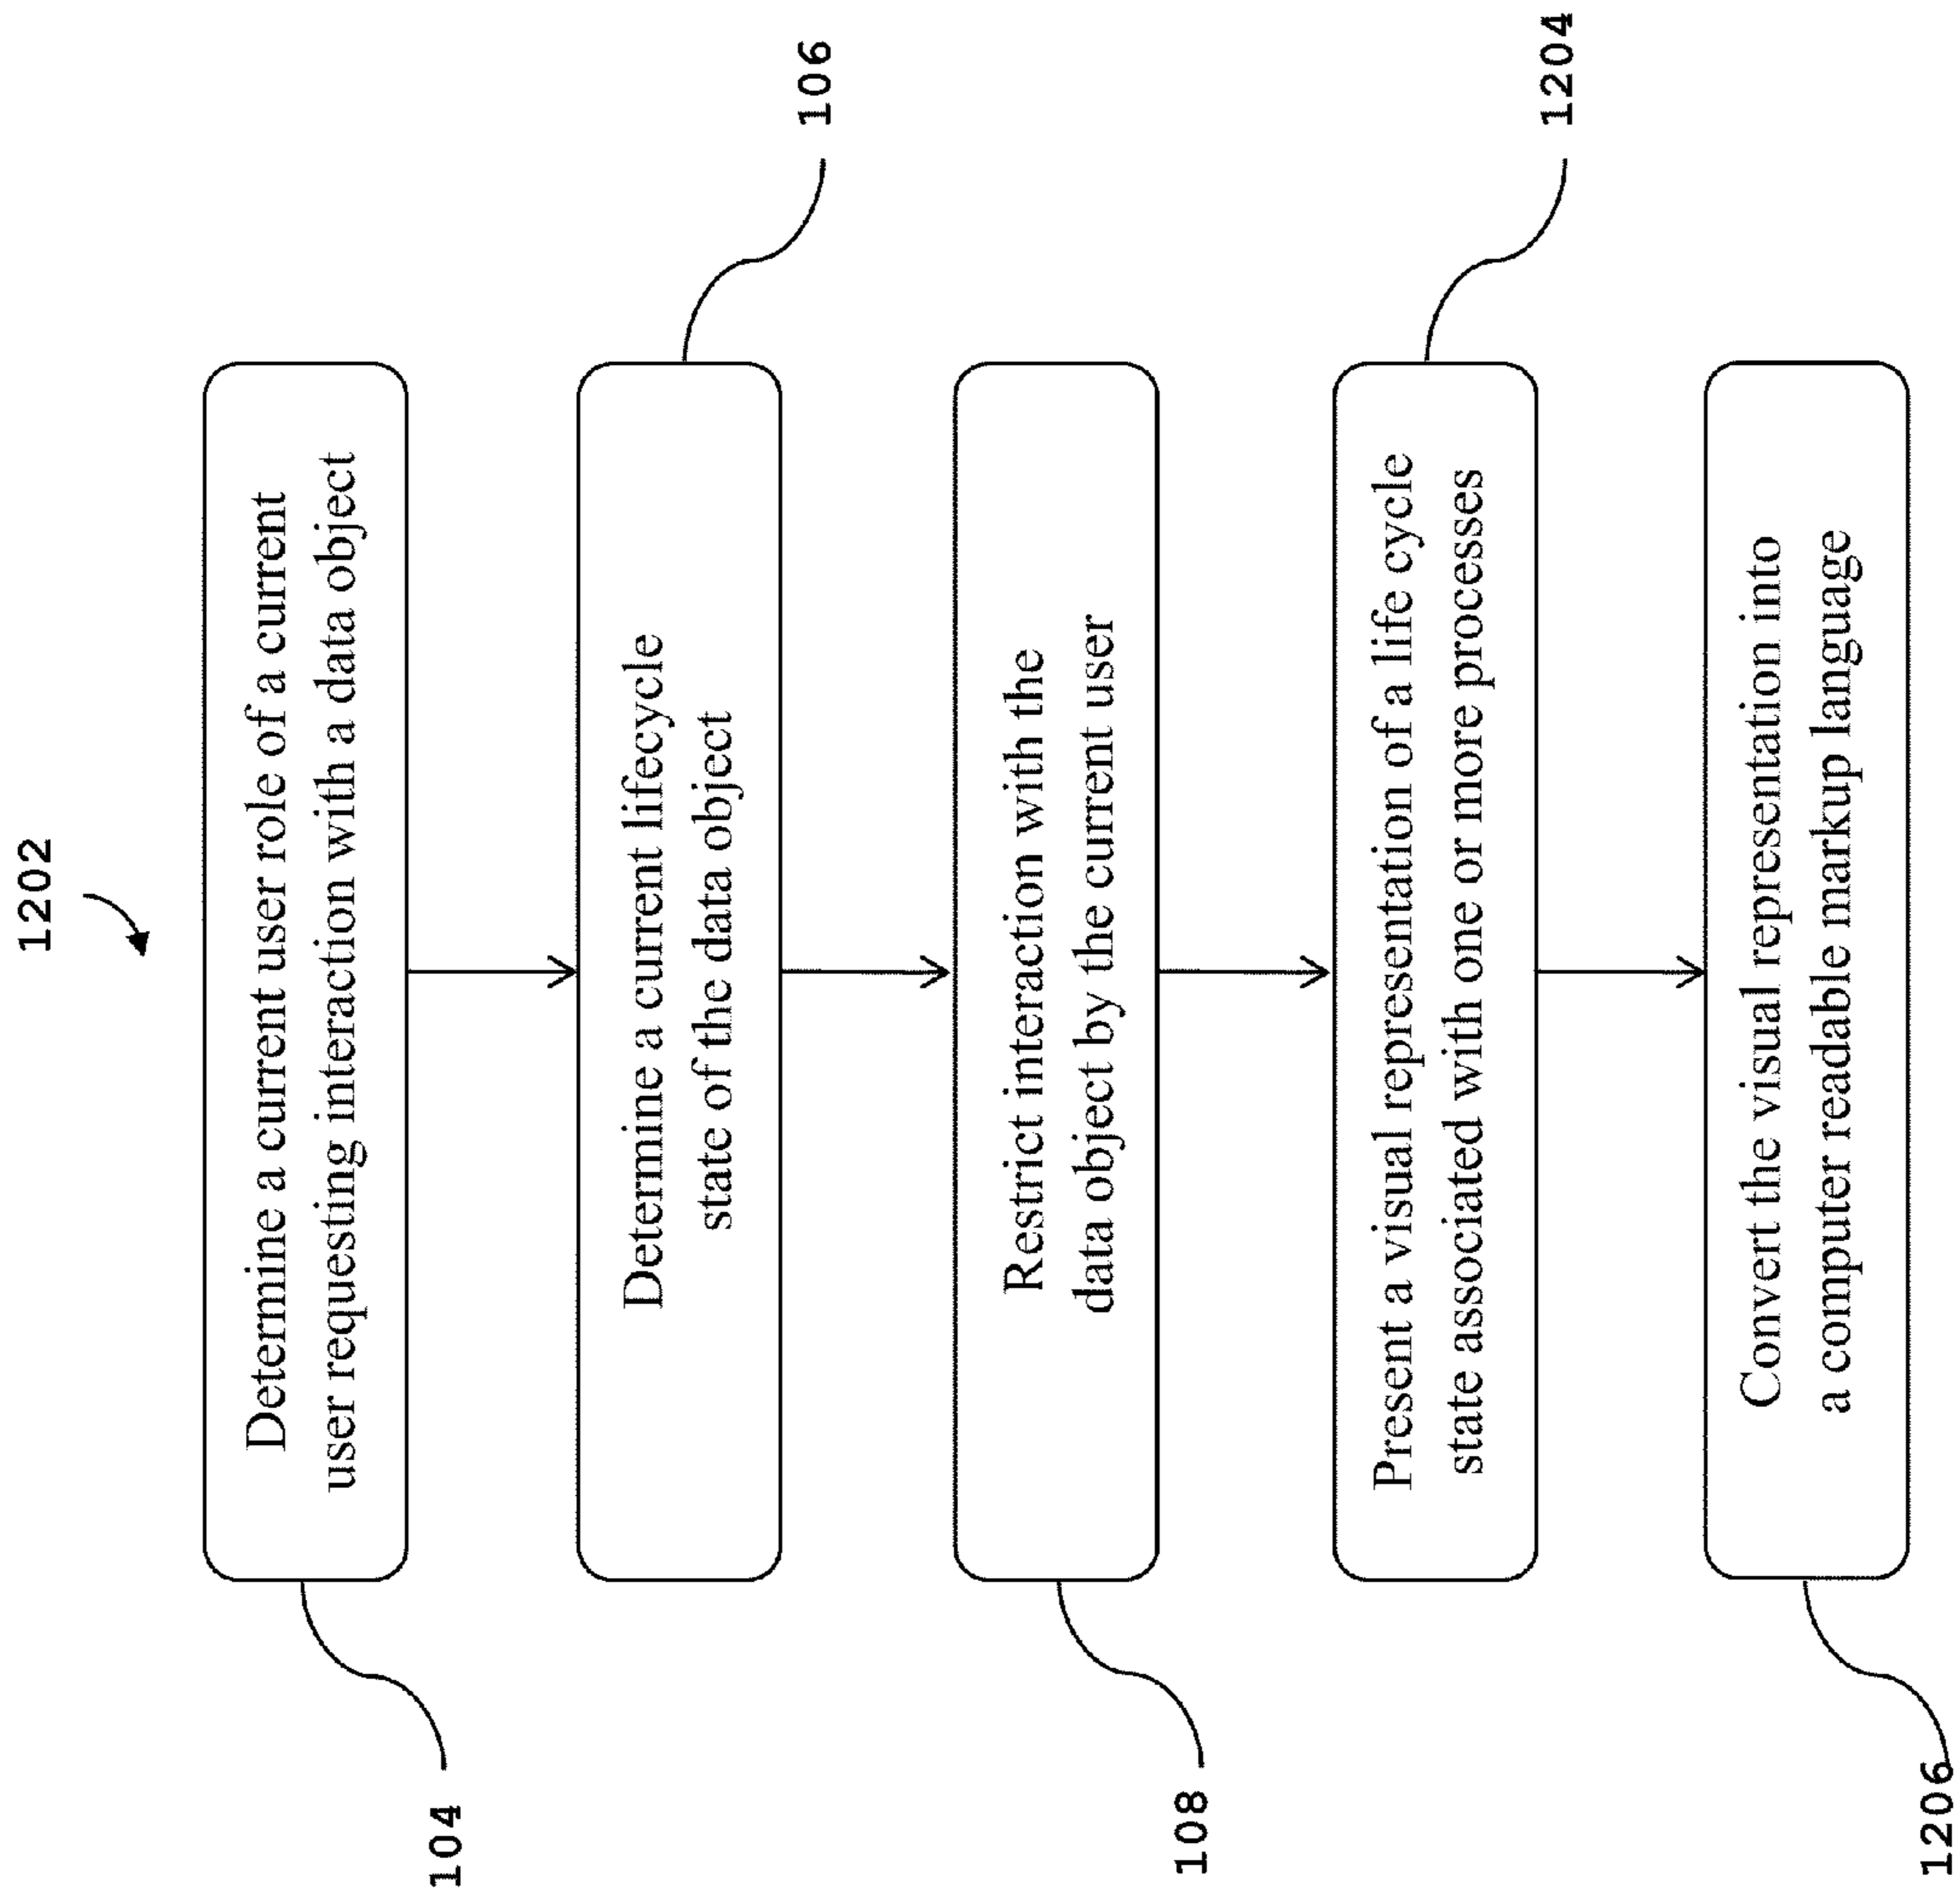 1202
Determine a current user role of a current
user requesting interaction with a data object
104
Determine a current lifecycle
state of the data object
106
Restrict interaction with the
data object by the current user
108
Present a visual representation of a life cycle
state associated with one or more processes
1204
Convert the visual representation into
a computer readable markup language
1206